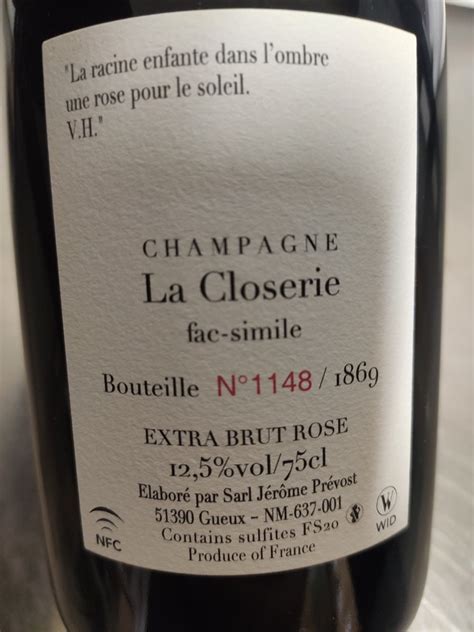 "La racine enfante dans l'ombre
une rose pour le soleil.
V.H."
CHAMPAGNE
La Closerie
fac-simile
Bouteille N°1148 / 1869
EXTRA BRUT ROSE
12,5%vol/75cl
Elaboré par Sarl Jérôme Prévost
51390 Gueux – NM-637-001
Contains sulfites FS20
Produce of France
NFC
W
WID